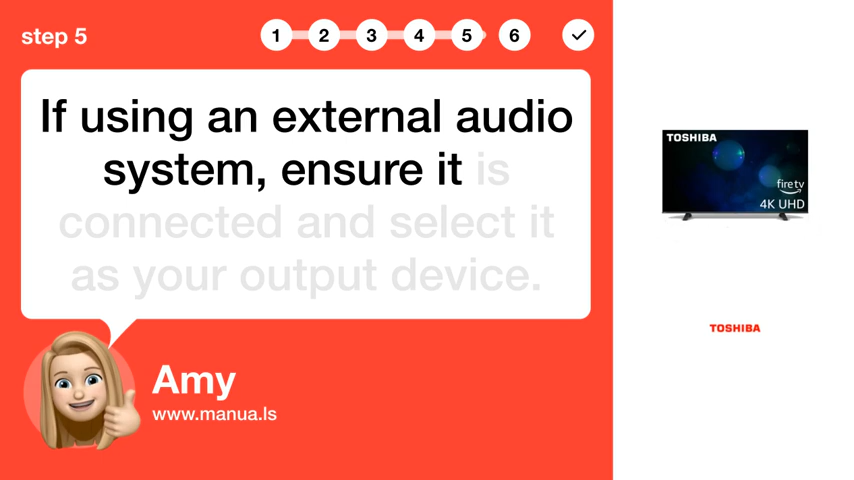 step 5
1 2 3 4 5 6
If using an external audio
system, ensure it is
connected and select it
as your output device.
Amy
www.manua.ls
TOSHIBA
fire tv
4K UHD
TOSHIBA